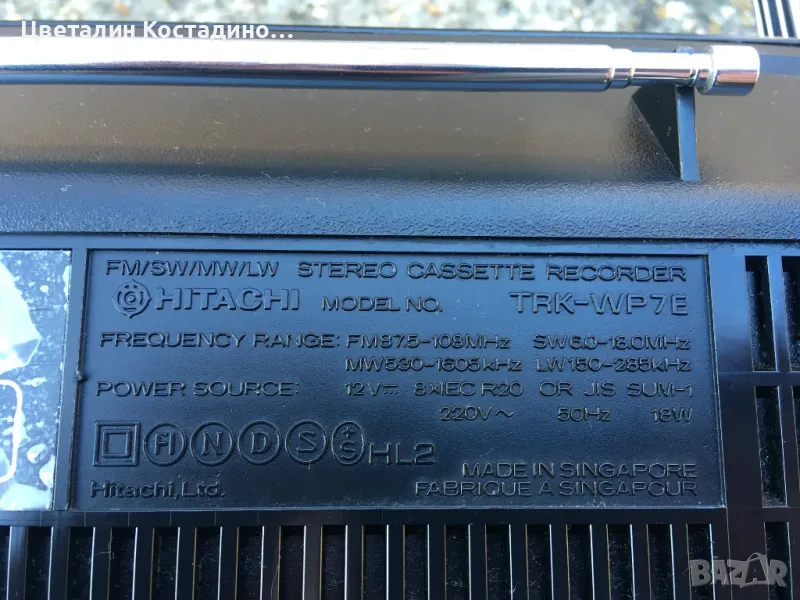 Цветалин Костадино...
FM/SW/MW/LW STEREO CASSETTE RECORDER
HITACHI MODEL NO. TRK-WP7E
FREQUENCY RANGE: FM87.5-108MHz SW6.0-18.0MHz
MW530-1605kHz LW150-285kHz
POWER SOURCE: 12V⎓ 8×IEC R20 OR JIS SUM-1
220V~ 50Hz 18W
FI N D S +S HL2
MADE IN SINGAPORE
Hitachi, Ltd. FABRIQUE A SINGAPOUR
BAZAR